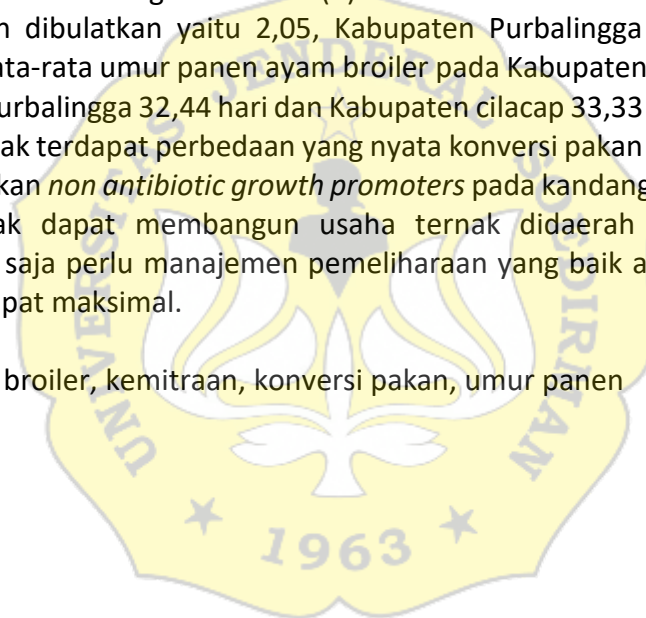 n dibulatkan yaitu 2,05, Kabupaten Purbalingga
ata-rata umur panen ayam broiler pada Kabupaten
urbalingga 32,44 hari dan Kabupaten cilacap 33,33
ak terdapat perbedaan yang nyata konversi pakan
kan non antibiotic growth promoters pada kandang
ak dapat membangun usaha ternak didaerah
saja perlu manajemen pemeliharaan yang baik a
pat maksimal.
broiler, kemitraan, konversi pakan, umur panen
UNIVERSITAS JENDERAL SOEDIRMAN
1963